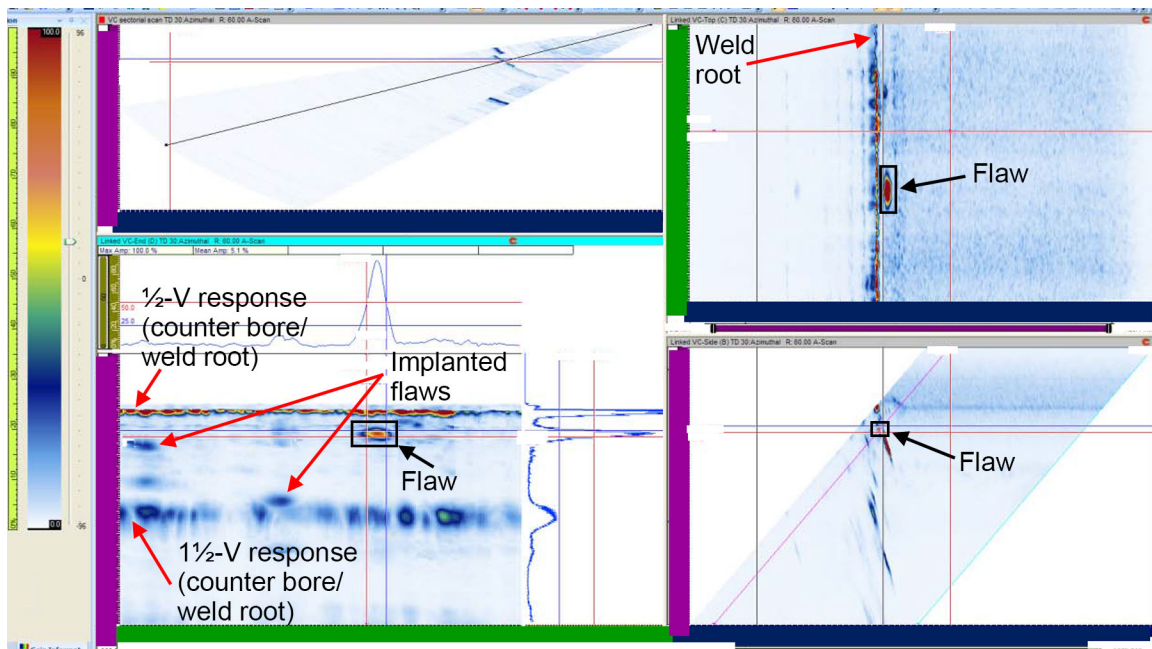 VC sectorial scan TD 30:Azimuthal R: 60.00 A-Scan
100.0
0.0
96
0
-96
Linked VC-Top (C) TD 30:Azimuthal R: 60.00 A-Scan
Weld
root
Flaw
Linked VC-End (D) TD 30:Azimuthal R: 60.00 A-Scan
Max Amp: 100.0 %
Mean Amp: 5.1 %
50.0
25.0
½-V response
(counter bore/
weld root)
Implanted
flaws
Flaw
1½-V response
(counter bore/
weld root)
Linked VC-Side (B) TD 30:Azimuthal R: 60.00 A-Scan
Flaw